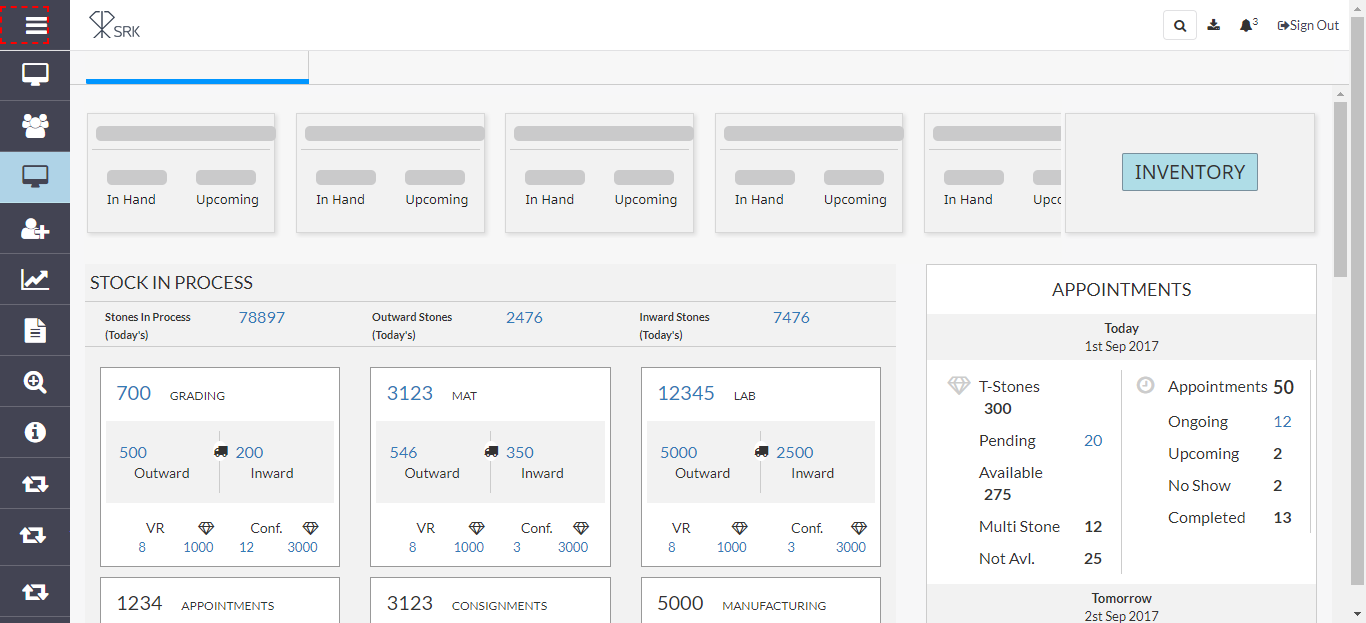 SRK
3
Sign Out
In Hand Upcoming
In Hand Upcoming
In Hand Upcoming
In Hand Upcoming
In Hand Upc
INVENTORY
STOCK IN PROCESS
Stones In Process 78897
(Today's)
Outward Stones 2476
(Today's)
Inward Stones 7476
(Today's)
700 GRADING
500 200
Outward Inward
VR Conf.
8 1000 12 3000
3123 MAT
546 350
Outward Inward
VR Conf.
8 1000 3 3000
12345 LAB
5000 2500
Outward Inward
VR Conf.
8 1000 3 3000
1234 APPOINTMENTS
3123 CONSIGNMENTS
5000 MANUFACTURING
APPOINTMENTS
Today
1st Sep 2017
T-Stones
300
Pending 20
Available
275
Multi Stone 12
Not Avl. 25
Appointments 50
Ongoing 12
Upcoming 2
No Show 2
Completed 13
Tomorrow
2st Sep 2017